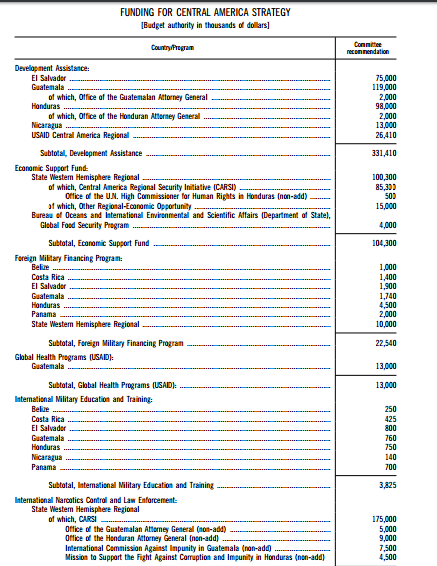 FUNDING FOR CENTRAL AMERICA STRATEGY
[Budget authority in thousands of dollars]
Country/Program Committee recommendation
Development Assistance:
El Salvador 75,000
Guatemala 119,000
of which, Office of the Guatemalan Attorney General 2,000
Honduras 98,000
of which, Office of the Honduran Attorney General 2,000
Nicaragua 13,000
USAID Central America Regional 26,410
Subtotal, Development Assistance 331,410
Economic Support Fund:
State Western Hemisphere Regional 100,300
of which, Central America Regional Security Initiative (CARSI) 85,300
Office of the U.N. High Commissioner for Human Rights in Honduras (non-add) 500
of which, Other Regional-Economic Opportunity 15,000
Bureau of Oceans and International Environmental and Scientific Affairs (Department of State),
Global Food Security Program 4,000
Subtotal, Economic Support Fund 104,300
Foreign Military Financing Program:
Belize 1,000
Costa Rica 1,400
El Salvador 1,900
Guatemala 1,740
Honduras 4,500
Panama 2,000
State Western Hemisphere Regional 10,000
Subtotal, Foreign Military Financing Program 22,540
Global Health Programs (USAID):
Guatemala 13,000
Subtotal, Global Health Programs (USAID): 13,000
International Military Education and Training:
Belize 250
Costa Rica 425
El Salvador 800
Guatemala 760
Honduras 750
Nicaragua 140
Panama 700
Subtotal, International Military Education and Training 3,825
International Narcotics Control and Law Enforcement:
State Western Hemisphere Regional
of which, CARSI 175,000
Office of the Guatemalan Attorney General (non-add) 5,000
Office of the Honduran Attorney General (non-add) 9,000
International Commission Against Impunity in Guatemala (non-add) 7,500
Mission to Support the Fight Against Corruption and Impunity in Honduras (non-add) 4,500